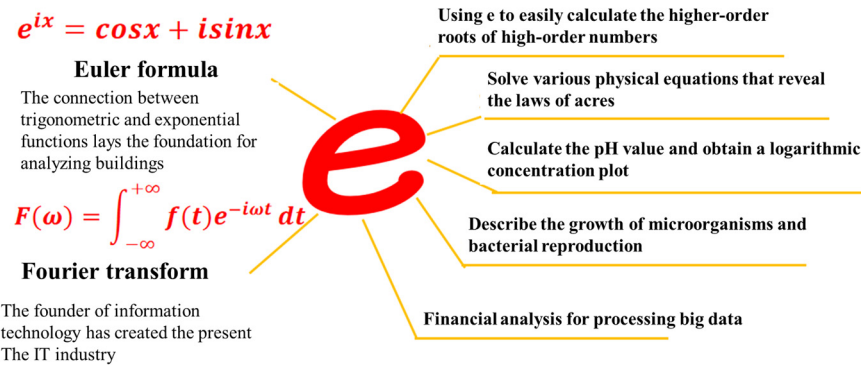 e^{ix} = cosx + isinx
Euler formula
The connection between
trigonometric and exponential
functions lays the foundation for
analyzing buildings
F(ω) = ∫_{-∞}^{+∞} f(t)e^{-iωt} dt
Fourier transform
The founder of information
technology has created the present
The IT industry
e
Using e to easily calculate the higher-order
roots of high-order numbers
Solve various physical equations that reveal
the laws of acres
Calculate the pH value and obtain a logarithmic
concentration plot
Describe the growth of microorganisms and
bacterial reproduction
Financial analysis for processing big data